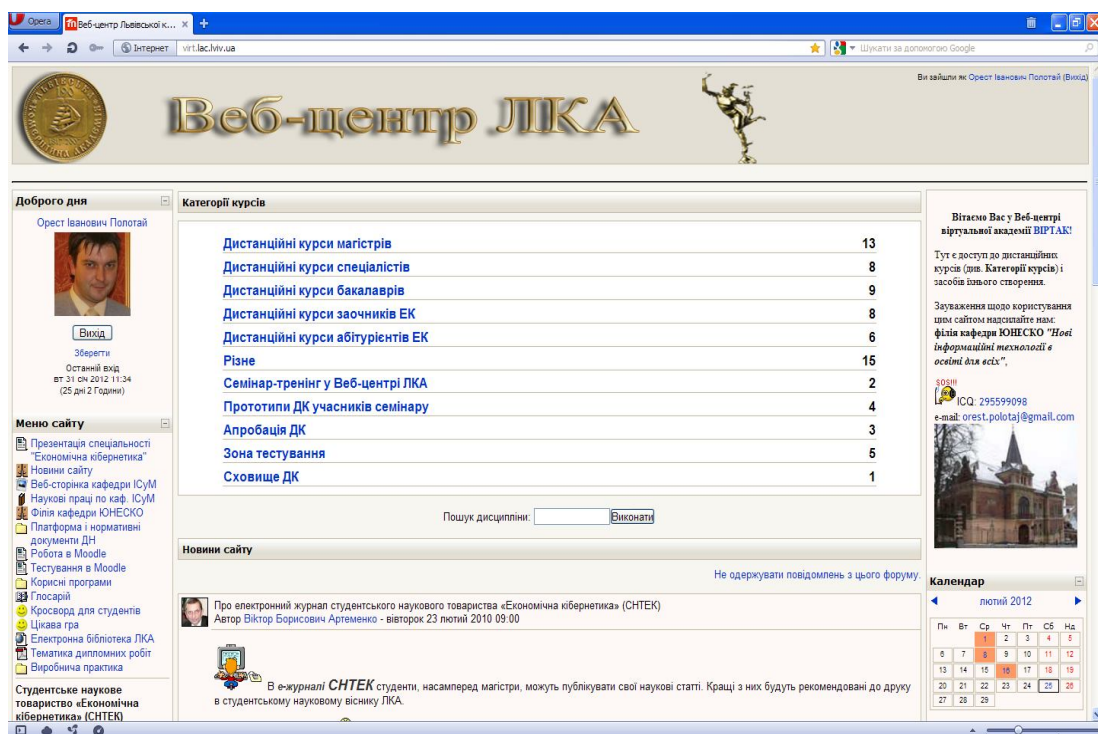 Opera
Веб-центр Львівської к...
Інтернет
virt.lac.lviv.ua
Шукати за допомогою Google
Веб-центр ЛКА
Ви зайшли як Орест Іванович Полотай (Вихід)
Доброго дня
Орест Іванович Полотай
Вихід
Зберегти
Останній вхід
вт 31 січ 2012 11:34
(25 дні 2 Години)
Меню сайту
Презентація спеціальності
"Економічна кібернетика"
Новини сайту
Веб-сторінка кафедри ІСуМ
Наукові праці по каф. ІСуМ
Філія кафедри ЮНЕСКО
Платформа і нормативні
документи ДН
Робота в Moodle
Тестування в Moodle
Корисні програми
Глосарій
Кросворд для студентів
Цікава гра
Електронна бібліотека ЛКА
Тематика дипломних робіт
Виробнича практика
Студентське наукове
товариство «Економічна
кібернетика» (СНТЕК)
Категорії курсів
Дистанційні курси магістрів 13
Дистанційні курси спеціалістів 8
Дистанційні курси бакалаврів 9
Дистанційні курси заочників ЕК 8
Дистанційні курси абітурієнтів ЕК 6
Різне 15
Семінар-тренінг у Веб-центрі ЛКА 2
Прототипи ДК учасників семінару 4
Апробація ДК 3
Зона тестування 5
Сховище ДК 1
Пошук дисципліни: Виконати
Новини сайту
Не одержувати повідомлень з цього форуму.
Про електронний журнал студентського наукового товариства «Економічна кібернетика» (СНТЕК)
Автор Віктор Борисович Артеменко - вівторок 23 лютий 2010 09:00
В е-журналі СНТЕК студенти, насамперед магістри, можуть публікувати свої наукові статті. Кращі з них будуть рекомендовані до друку
в студентському науковому віснику ЛКА.
Вітаємо Вас у Веб-центрі
віртуальної академії ВІРТАК!
Тут є доступ до дистанційних
курсів (див. Категорії курсів) і
засобів їхнього створення.
Зауваження щодо користування
цим сайтом надсилайте нам:
філія кафедри ЮНЕСКО "Нові
інформаційні технології в
освіті для всіх",
SOS!!!
ICQ: 295599098
e-mail: orest.polotaj@gmail.com
Календар
лютий 2012
Пн Вт Ср Чт Пт Сб Нд
1 2 3 4 5
6 7 8 9 10 11 12
13 14 15 16 17 18 19
20 21 22 23 24 25 26
27 28 29